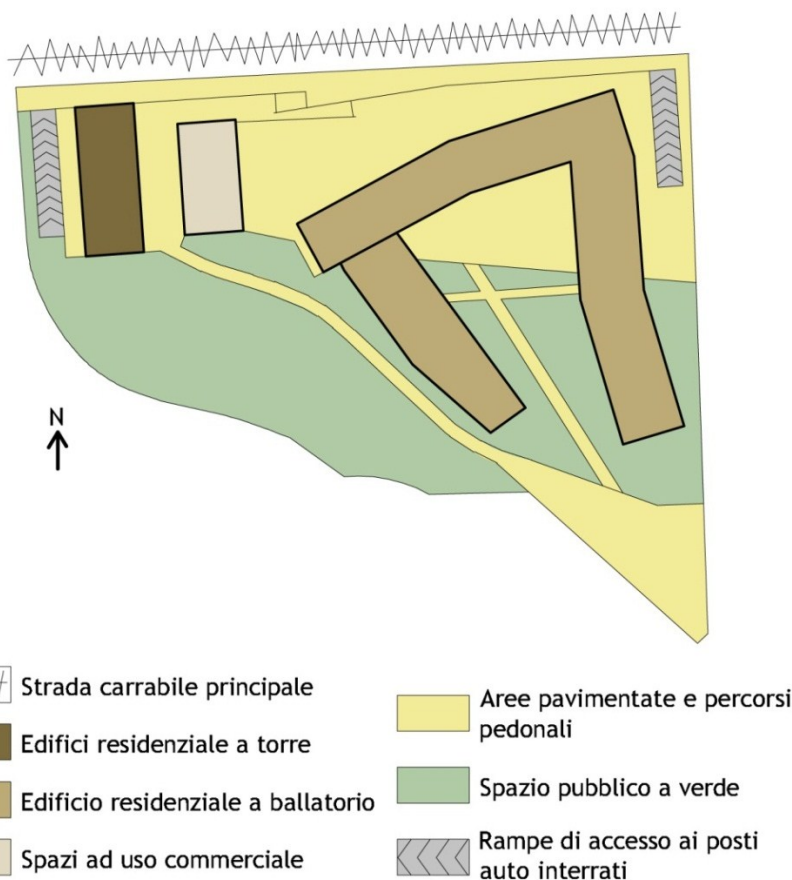 N
Strada carrabile principale
Edifici residenziale a torre
Edificio residenziale a ballatorio
Spazi ad uso commerciale
Aree pavimentate e percorsi
pedonali
Spazio pubblico a verde
Rampe di accesso ai posti
auto interrati